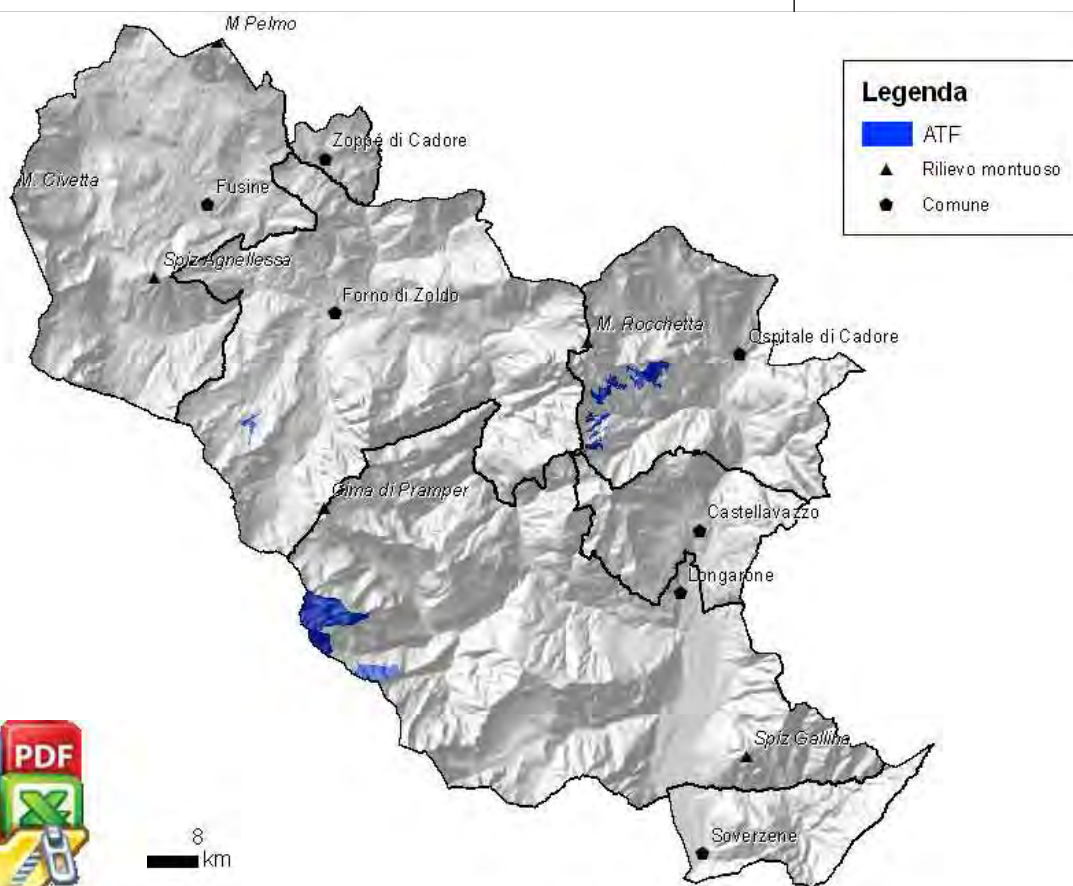 M Pelmo
Legenda
ATF
Rilievo montuoso
Comune
Zoppé di Cadore
M. Civetta
Fusine
Spiz Agnellessa
Forno di Zoldo
M. Rocchetta
Ospitale di Cadore
Cima di Pramper
Castellavazzo
Longarone
Spiz Gallina
PDF
8
km
Soverzene